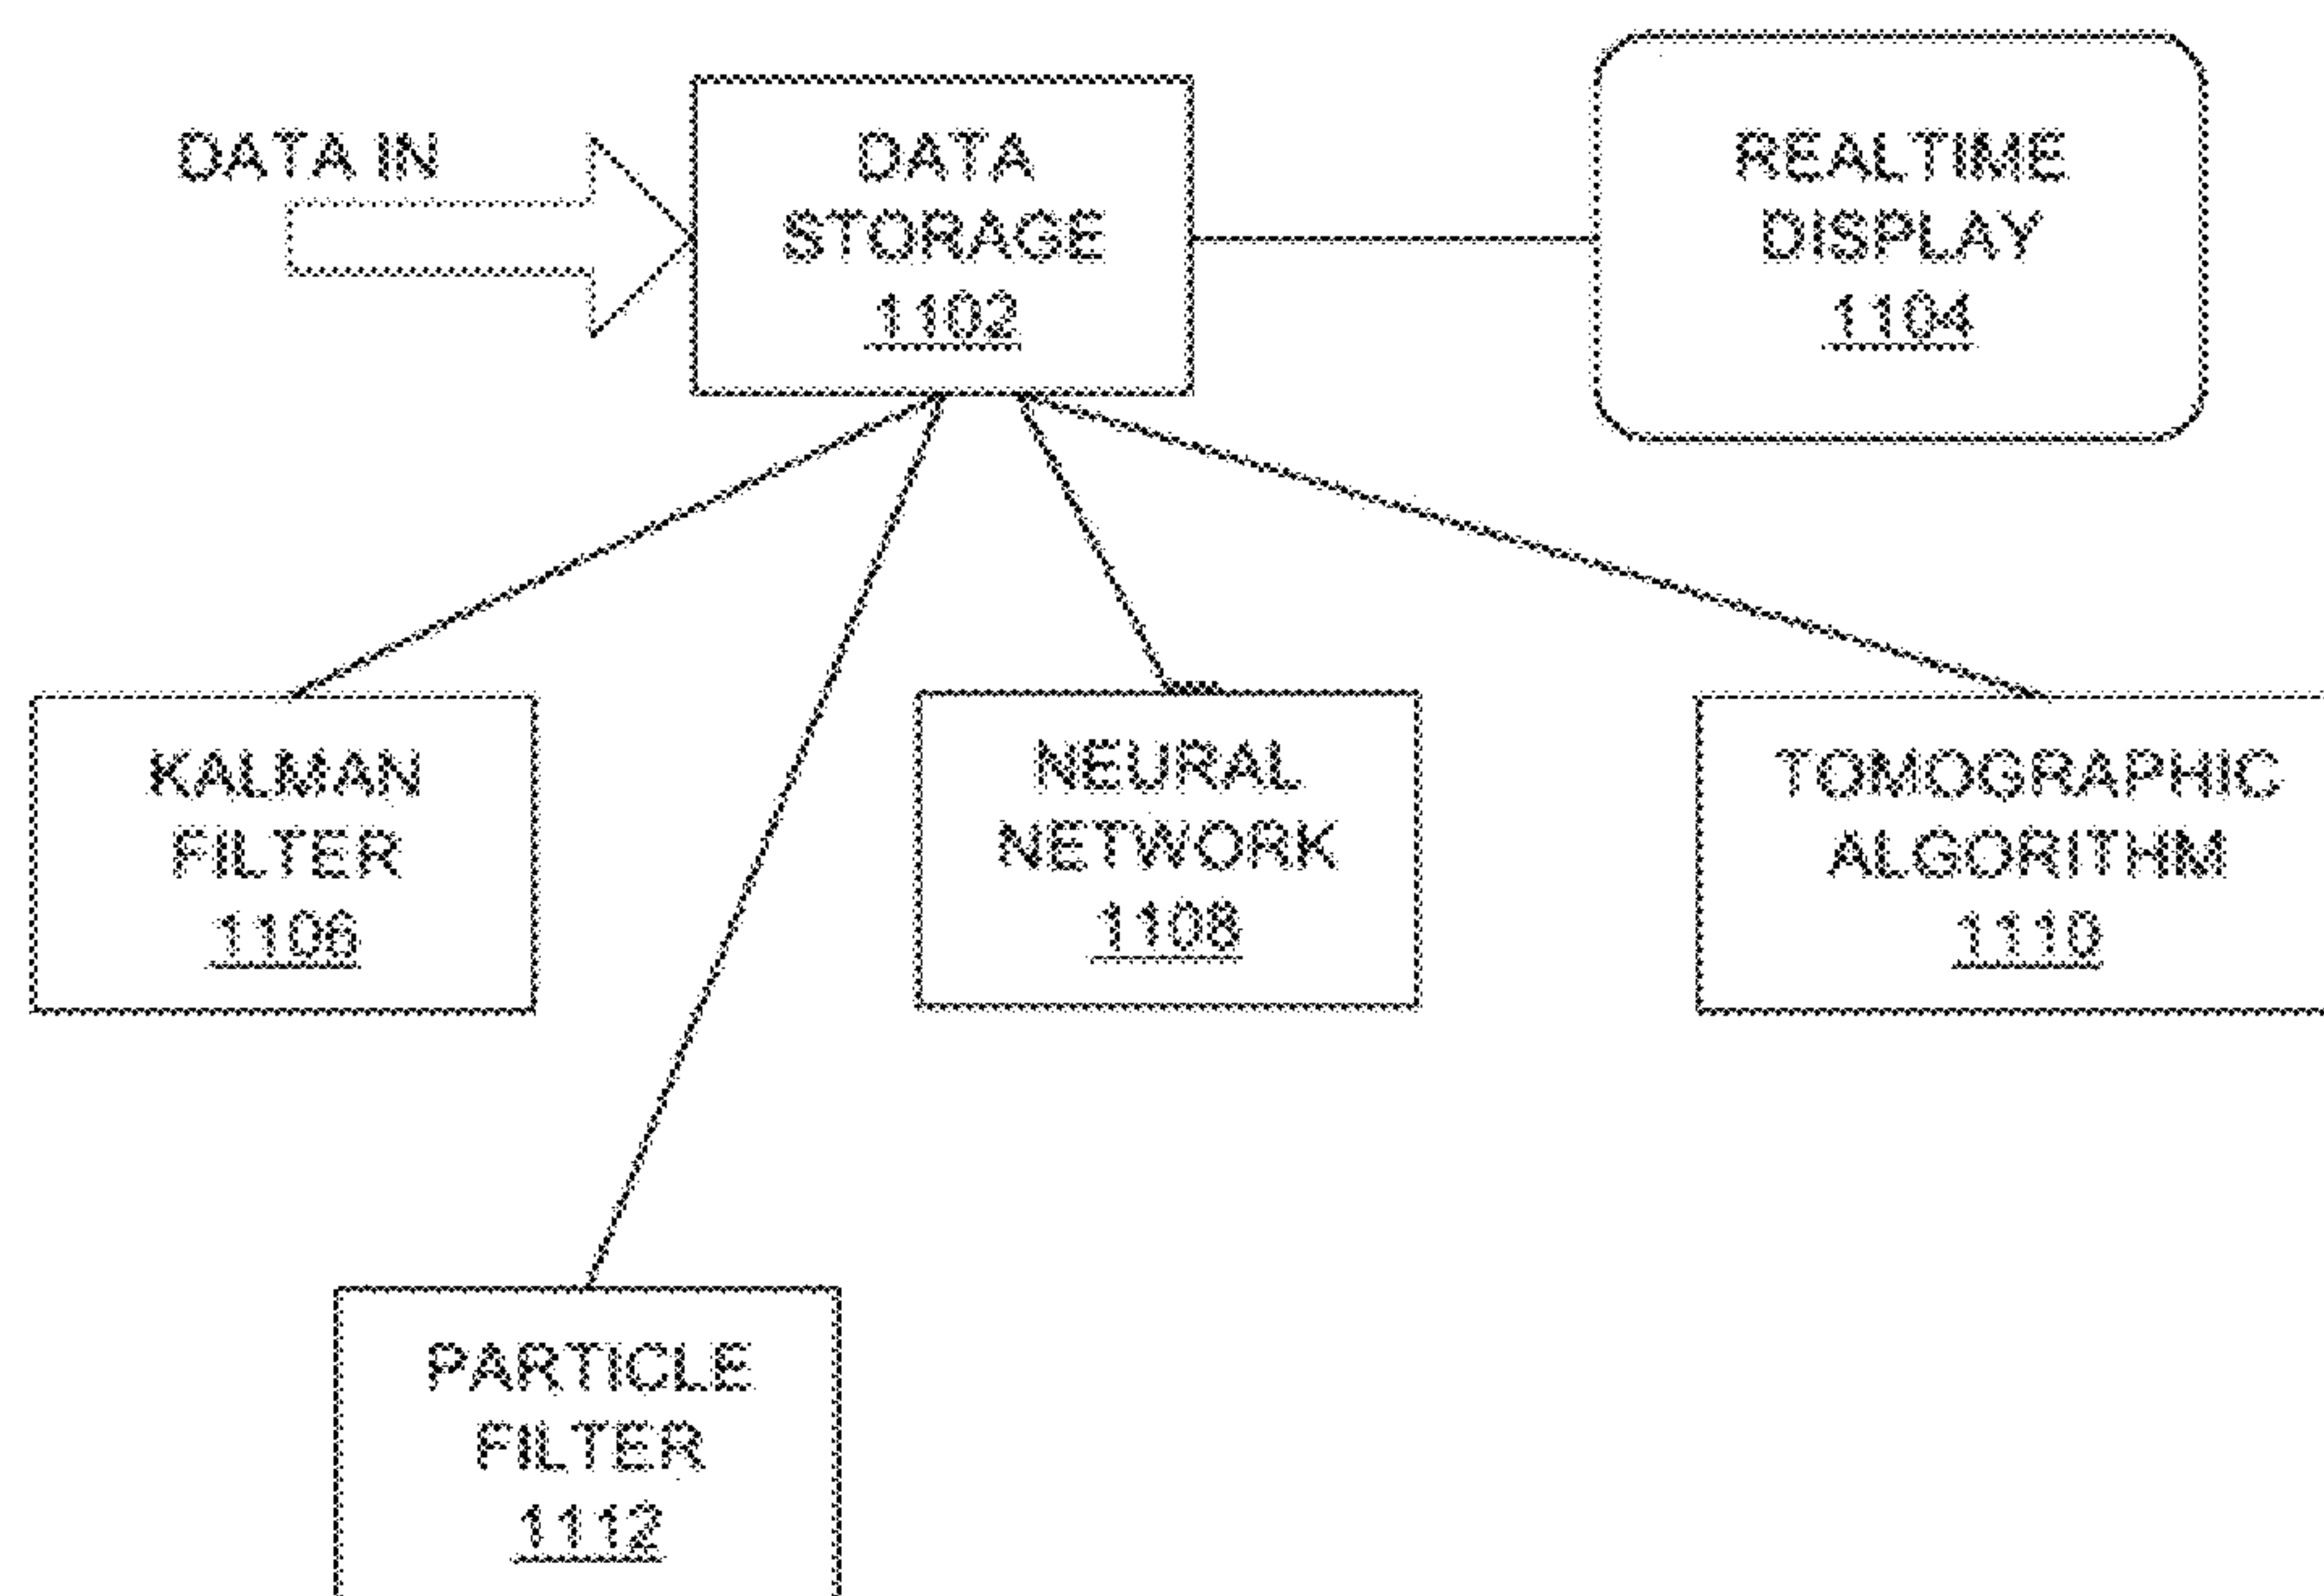 DATA IN
DATA
STORAGE
1102
REALTIME
DISPLAY
1104
KALMAN
FILTER
1106
NEURAL
NETWORK
1108
TOMOGRAPHIC
ALGORITHM
1110
PARTICLE
FILTER
1112